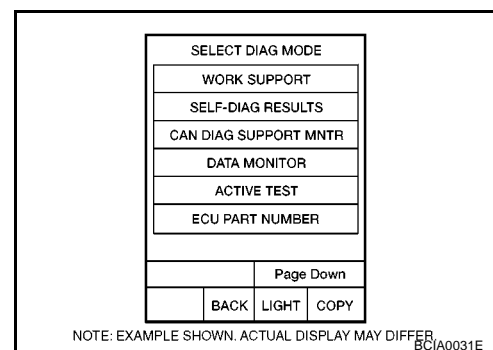 SELECT DIAG MODE
WORK SUPPORT
SELF-DIAG RESULTS
CAN DIAG SUPPORT MNTR
DATA MONITOR
ACTIVE TEST
ECU PART NUMBER
Page Down
BACK LIGHT COPY
NOTE: EXAMPLE SHOWN. ACTUAL DISPLAY MAY DIFFER
BCIA0031E